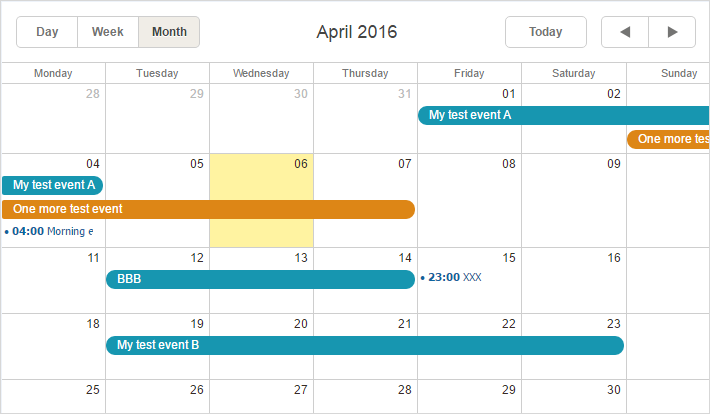 Day Week Month April 2016 Today
Monday Tuesday Wednesday Thursday Friday Saturday Sunday
28 29 30 31 01 02
My test event A
One more tes
04 05 06 07 08 09
My test event A
One more test event
• 04:00 Morning e
11 12 13 14 15 16
BBB • 23:00 XXX
18 19 20 21 22 23
My test event B
25 26 27 28 29 30